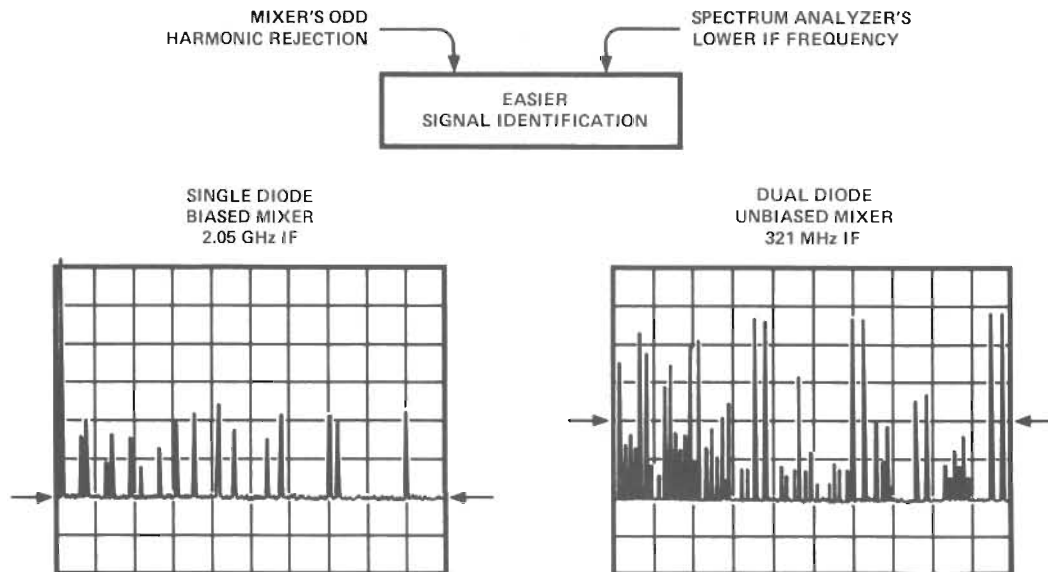 MIXER'S ODD
HARMONIC REJECTION
SPECTRUM ANALYZER'S
LOWER IF FREQUENCY
EASIER
SIGNAL IDENTIFICATION
SINGLE DIODE
BIASED MIXER
2.05 GHz IF
DUAL DIODE
UNBIASED MIXER
321 MHz IF